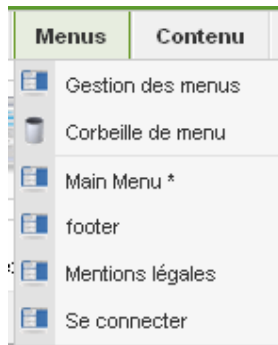 Menus Contenu
Gestion des menus
Corbeille de menu
Main Menu *
footer
Mentions légales
Se connecter